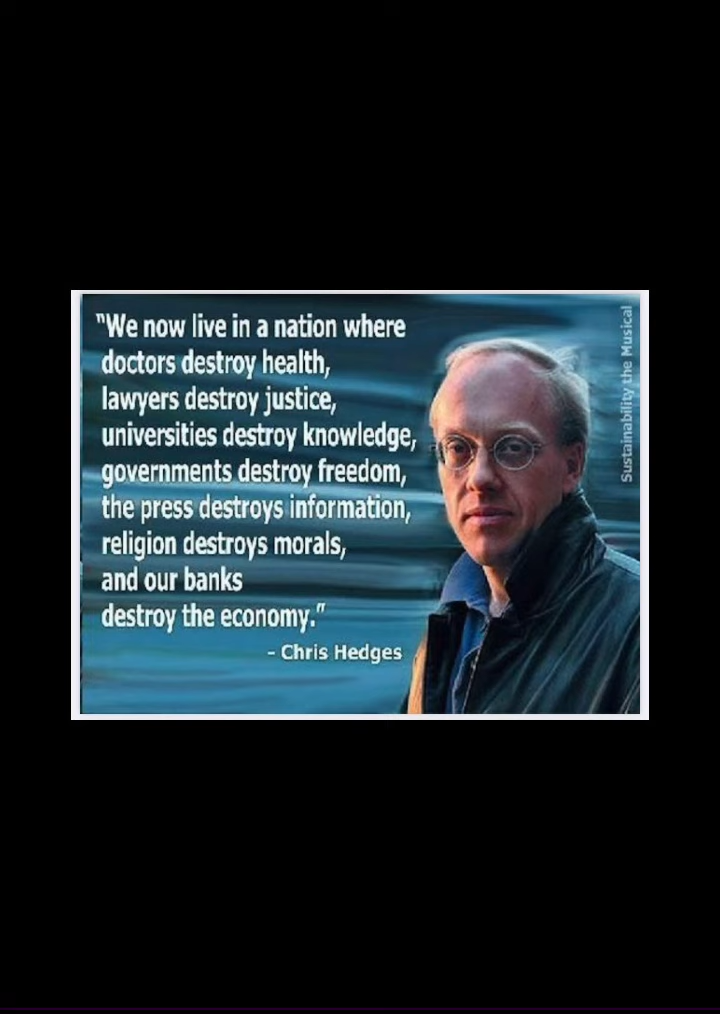 "We now live in a nation where
doctors destroy health,
lawyers destroy justice,
universities destroy knowledge,
governments destroy freedom,
the press destroys information,
religion destroys morals,
and our banks
destroy the economy."
- Chris Hedges
Sustainability the Musical